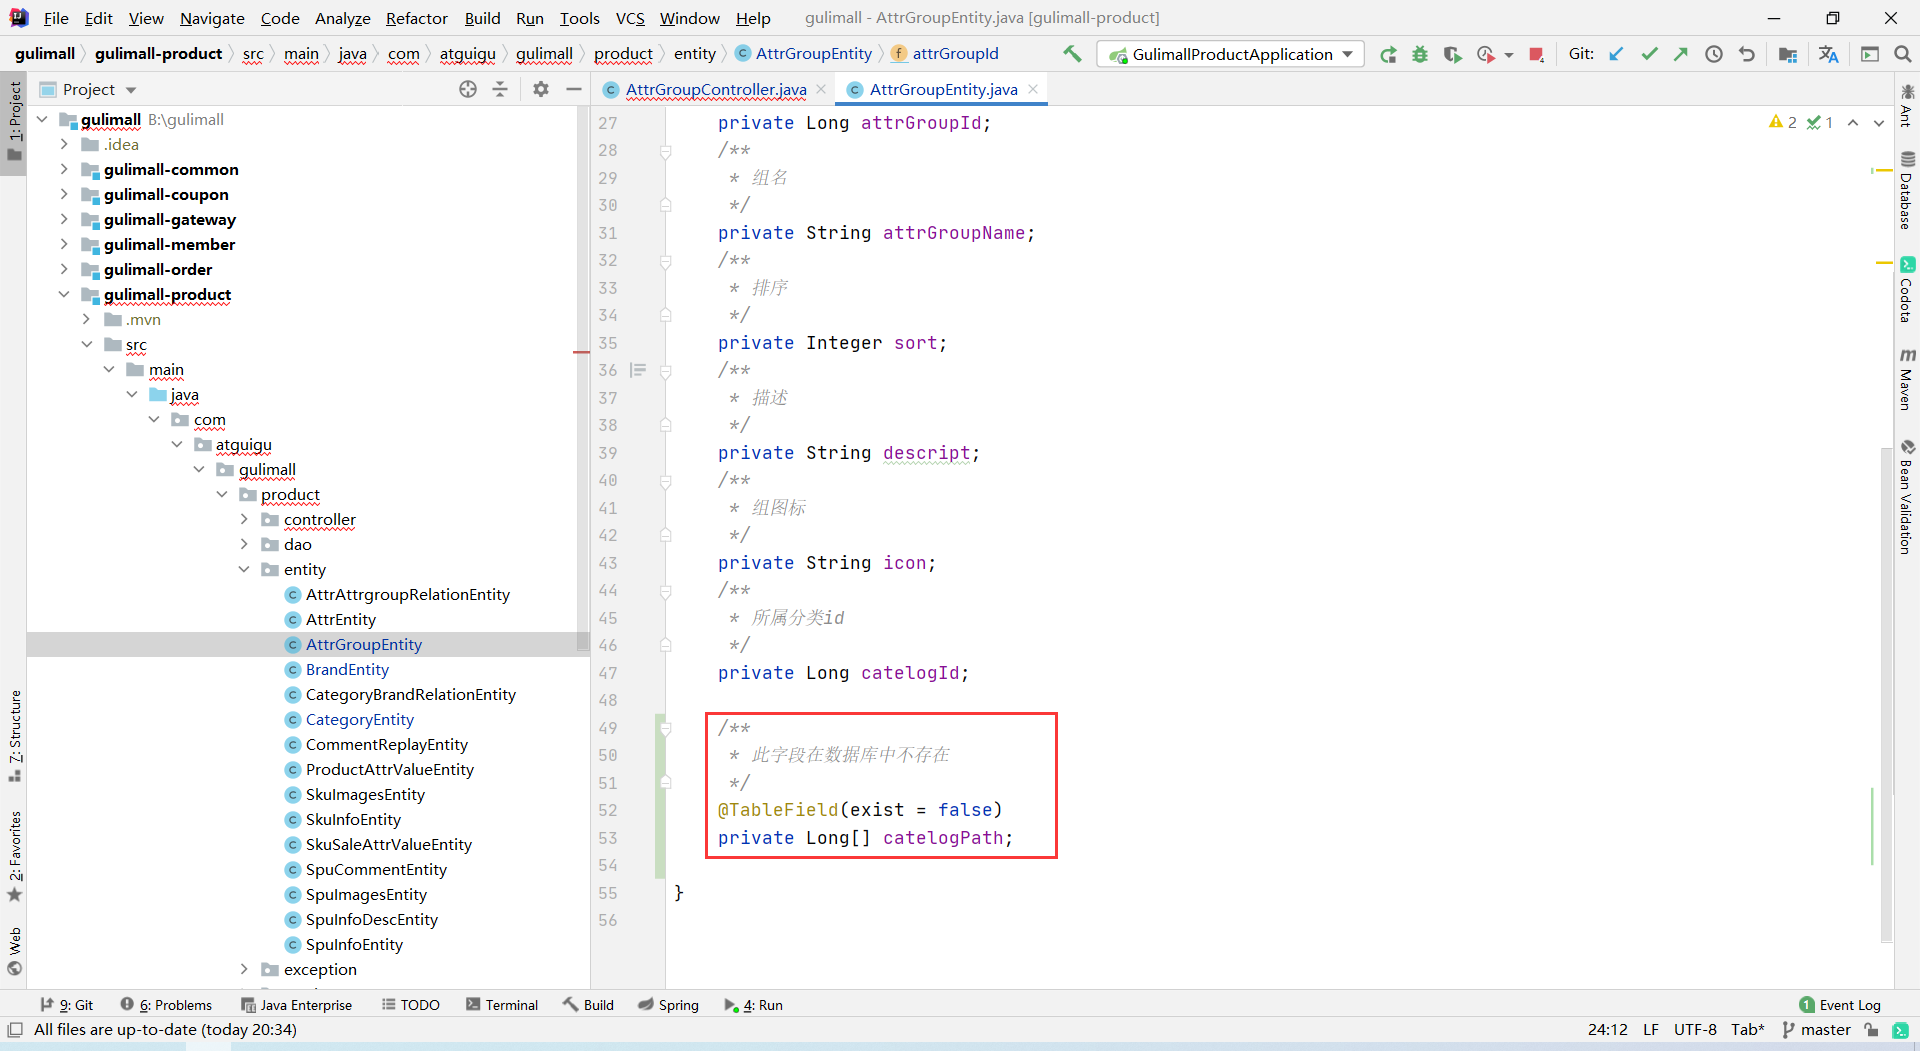 File Edit View Navigate Code Analyze Refactor Build Run Tools VCS Window Help gulimall - AttrGroupEntity.java [gulimall-product]
gulimall gulimall-product src main java com atguigu gulimall product entity AttrGroupEntity attrGroupId GulimallProductApplication Git:
1: Project
Project
gulimall B:\gulimall
.idea
gulimall-common
gulimall-coupon
gulimall-gateway
gulimall-member
gulimall-order
gulimall-product
.mvn
src
main
java
com
atguigu
gulimall
product
controller
dao
entity
AttrAttrgroupRelationEntity
AttrEntity
AttrGroupEntity
BrandEntity
CategoryBrandRelationEntity
CategoryEntity
CommentReplayEntity
ProductAttrValueEntity
SkuImagesEntity
SkuInfoEntity
SkuSaleAttrValueEntity
SpuCommentEntity
SpuImagesEntity
SpuInfoDescEntity
SpuInfoEntity
exception
7: Structure
2: Favorites
Web
AttrGroupController.java AttrGroupEntity.java
2 1
27 private Long attrGroupId;
28 /**
29 * 组名
30 */
31 private String attrGroupName;
32 /**
33 * 排序
34 */
35 private Integer sort;
36 /**
37 * 描述
38 */
39 private String descript;
40 /**
41 * 组图标
42 */
43 private String icon;
44 /**
45 * 所属分类id
46 */
47 private Long catelogId;
48
49 /**
50 * 此字段在数据库中不存在
51 */
52 @TableField(exist = false)
53 private Long[] catelogPath;
54
55 }
56
Ant
Database
Codota
Maven
Bean Validation
9: Git 6: Problems Java Enterprise TODO Terminal Build Spring 4: Run 1 Event Log
All files are up-to-date (today 20:34) 24:12 LF UTF-8 Tab* master